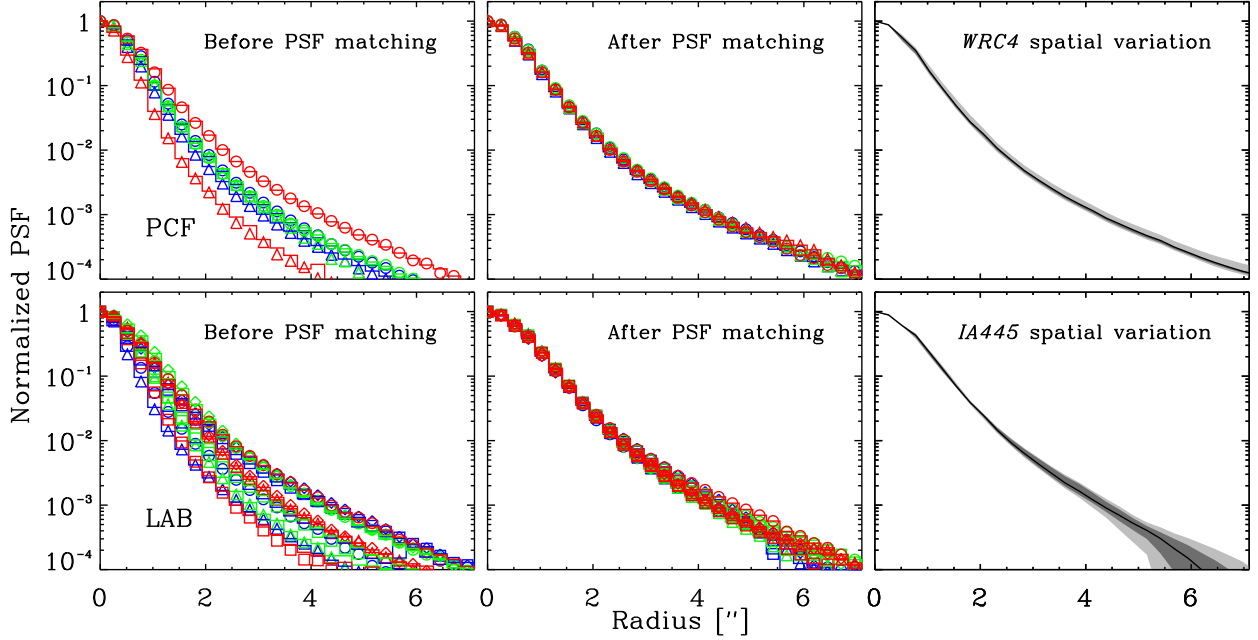 Before PSF matching
After PSF matching
WRC4 spatial variation
1
10⁻¹
10⁻²
10⁻³
10⁻⁴
PCF
Before PSF matching
After PSF matching
IA445 spatial variation
1
10⁻¹
10⁻²
10⁻³
10⁻⁴
LAB
0 2 4 6 0 2 4 6 0 2 4 6
Normalized PSF
Radius ["]